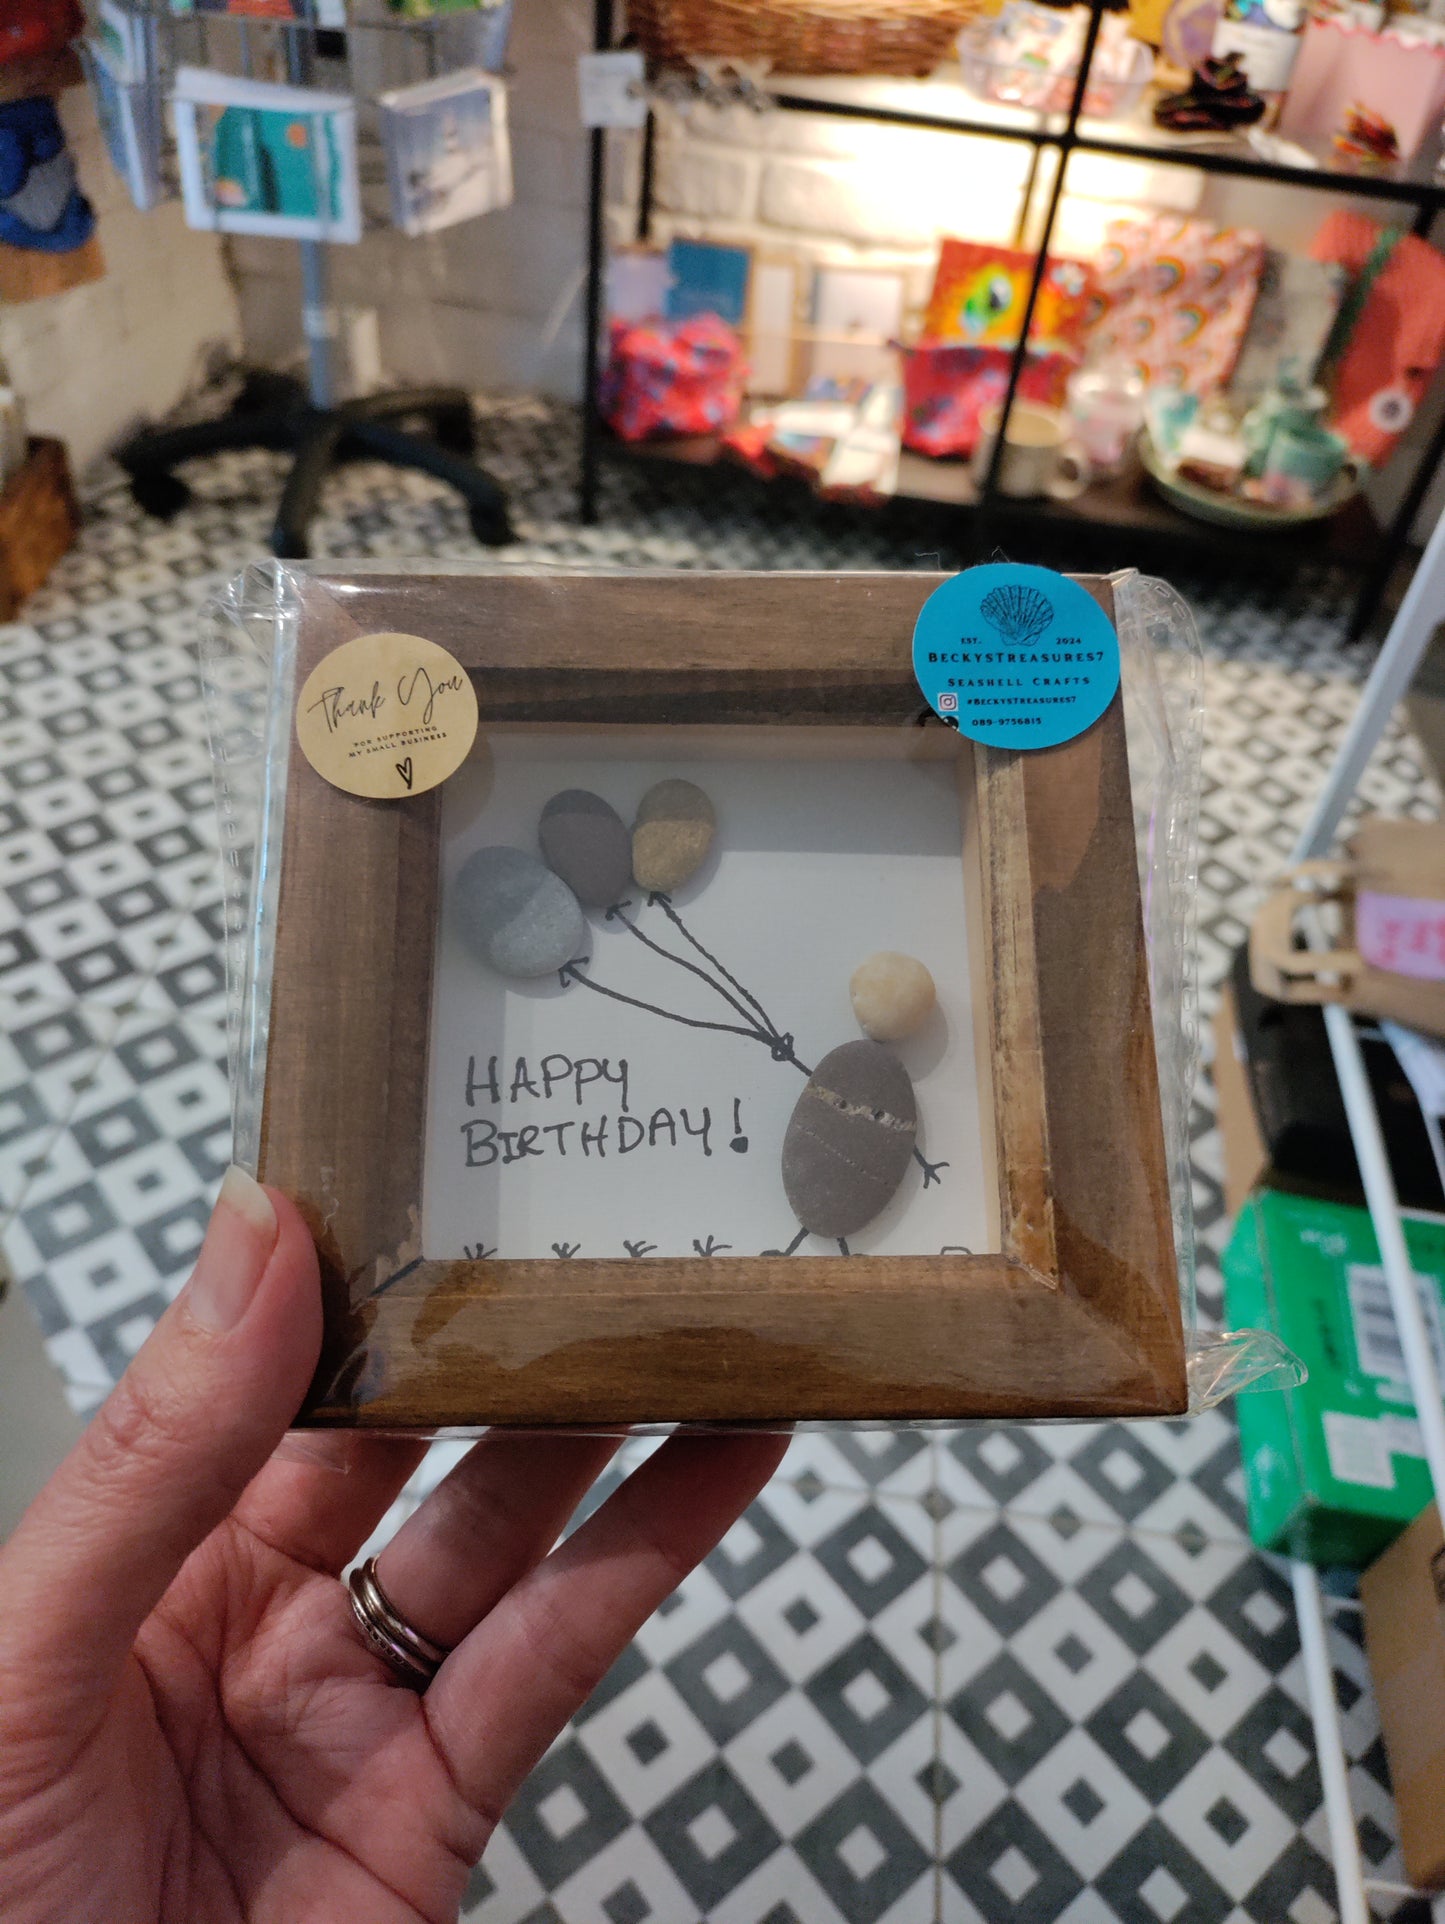 Thank You
FOR SUPPORTING
MY SMALL BUSINESS
EST. 2024
BECKYSTREASURES7
SEASHELL CRAFTS
#BECKYSTREASURES7
089-9756815
HAPPY
BIRTHDAY!